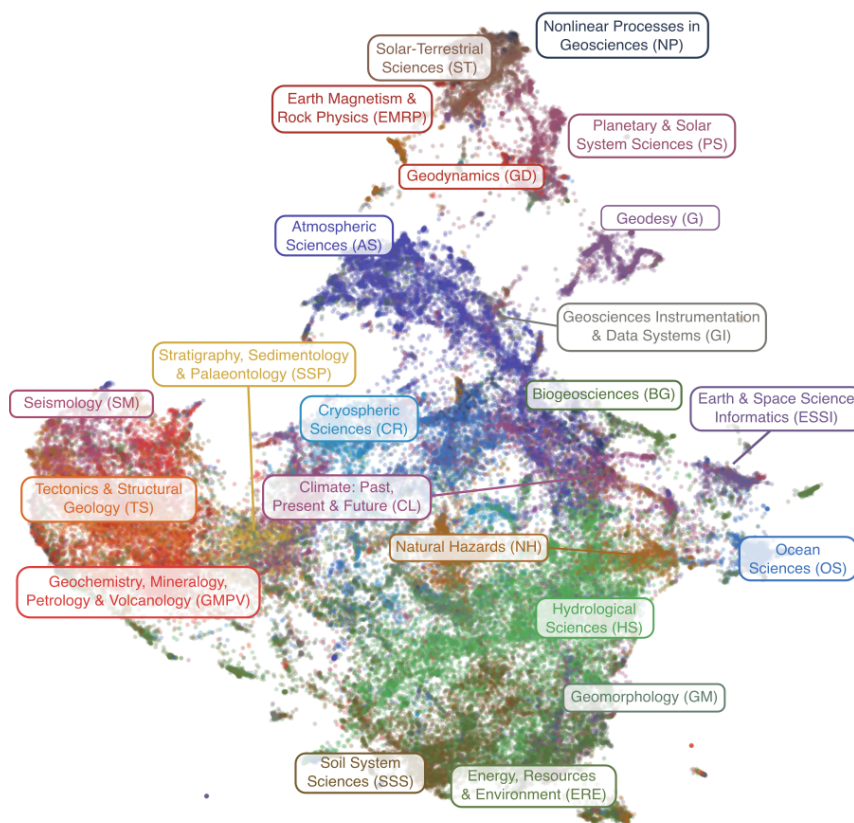 Nonlinear Processes in
Geosciences (NP)
Solar-Terrestrial
Sciences (ST)
Earth Magnetism &
Rock Physics (EMRP)
Planetary & Solar
System Sciences (PS)
Geodynamics (GD)
Geodesy (G)
Atmospheric
Sciences (AS)
Geosciences Instrumentation
& Data Systems (GI)
Stratigraphy, Sedimentology
& Palaeontology (SSP)
Seismology (SM)
Cryospheric
Sciences (CR)
Biogeosciences (BG)
Earth & Space Science
Informatics (ESSI)
Tectonics & Structural
Geology (TS)
Climate: Past,
Present & Future (CL)
Natural Hazards (NH)
Ocean
Sciences (OS)
Geochemistry, Mineralogy,
Petrology & Volcanology (GMPV)
Hydrological
Sciences (HS)
Geomorphology (GM)
Soil System
Sciences (SSS)
Energy, Resources
& Environment (ERE)